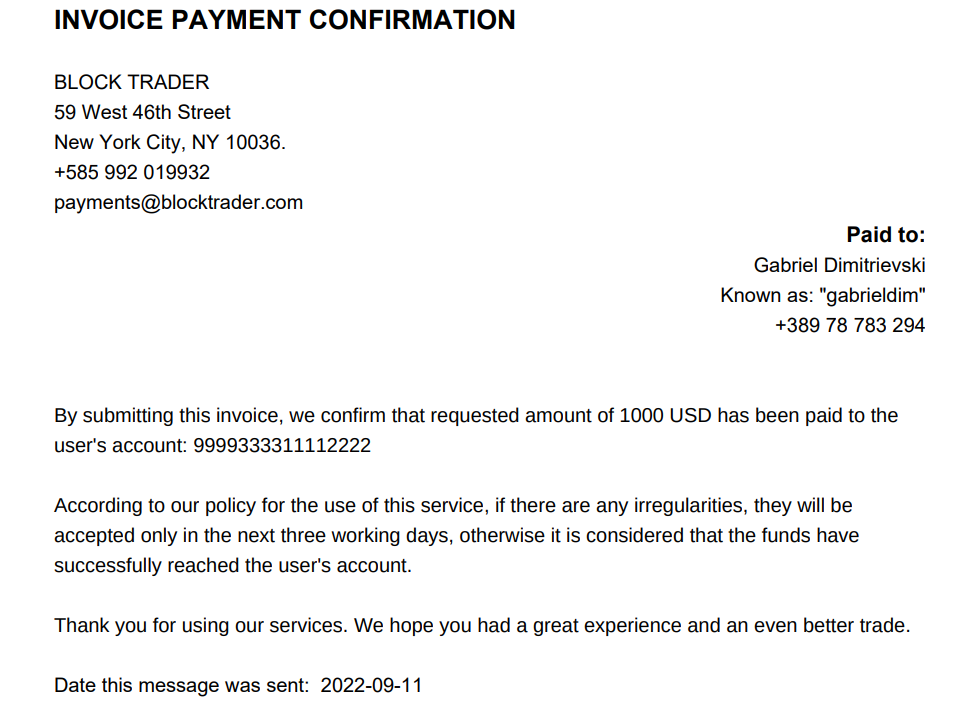 INVOICE PAYMENT CONFIRMATION
BLOCK TRADER
59 West 46th Street
New York City, NY 10036.
+585 992 019932
payments@blocktrader.com
Paid to:
Gabriel Dimitrievski
Known as: "gabrieldim"
+389 78 783 294
By submitting this invoice, we confirm that requested amount of 1000 USD has been paid to the
user's account: 9999333311112222
According to our policy for the use of this service, if there are any irregularities, they will be
accepted only in the next three working days, otherwise it is considered that the funds have
successfully reached the user's account.
Thank you for using our services. We hope you had a great experience and an even better trade.
Date this message was sent:  2022-09-11